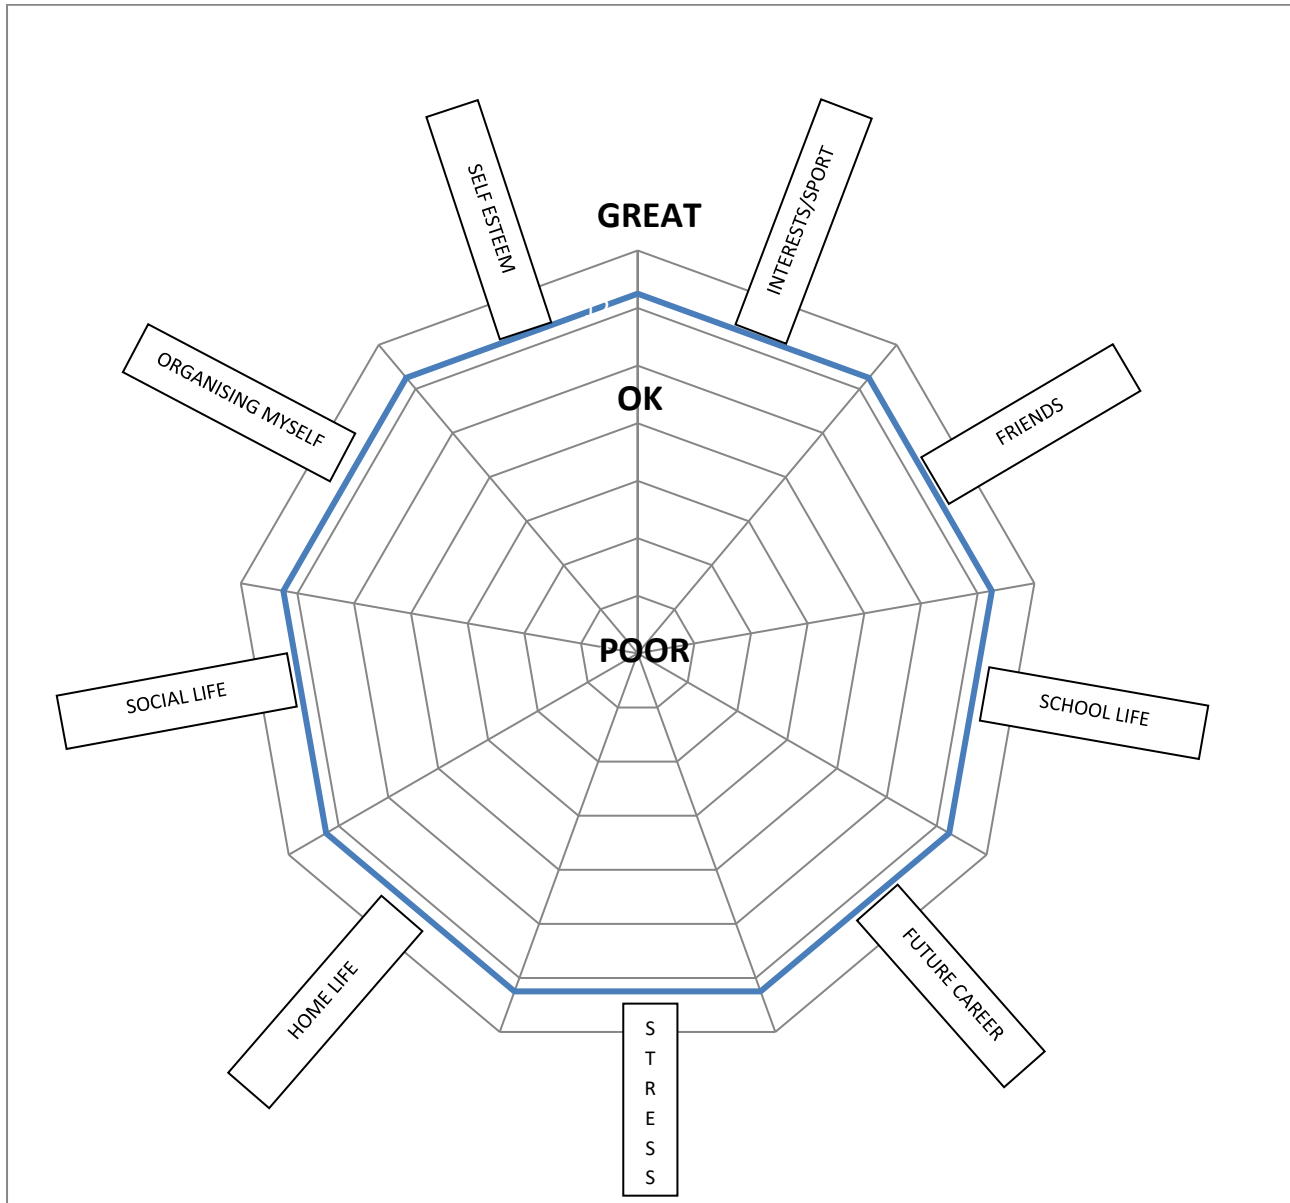 SELF ESTEEM
INTERESTS/SPORT
GREAT
ORGANISING MYSELF
FRIENDS
OK
POOR
SOCIAL LIFE
SCHOOL LIFE
HOME LIFE
FUTURE CAREER
S
T
R
E
S
S